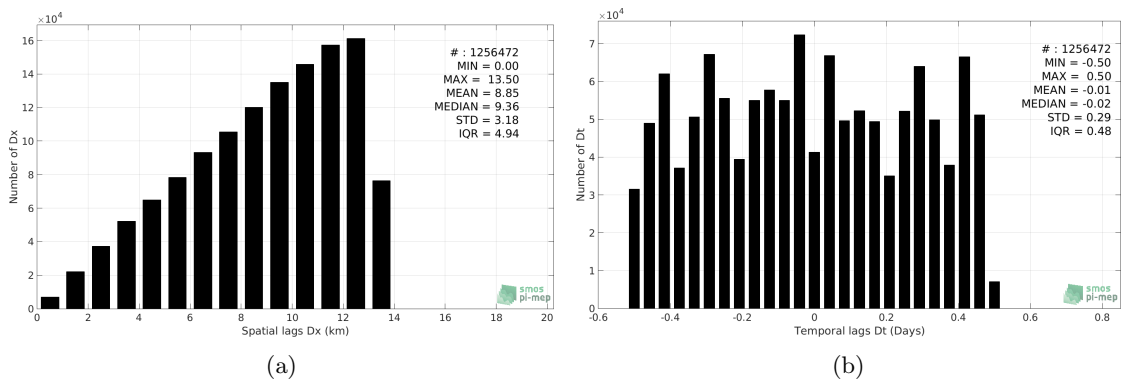 ×10⁴
16
14
12
10
8
6
4
2
0
Number of Dx
# : 1256472
MIN = 0.00
MAX = 13.50
MEAN = 8.85
MEDIAN = 9.36
STD = 3.18
IQR = 4.94
smos
pi-mep
0 2 4 6 8 10 12 14 16 18 20
Spatial lags Dx (km)
(a)
×10⁴
7
6
5
4
3
2
1
0
Number of Dt
# : 1256472
MIN = -0.50
MAX = 0.50
MEAN = -0.01
MEDIAN = -0.02
STD = 0.29
IQR = 0.48
smos
pi-mep
-0.6 -0.4 -0.2 0 0.2 0.4 0.6 0.8
Temporal lags Dt (Days)
(b)